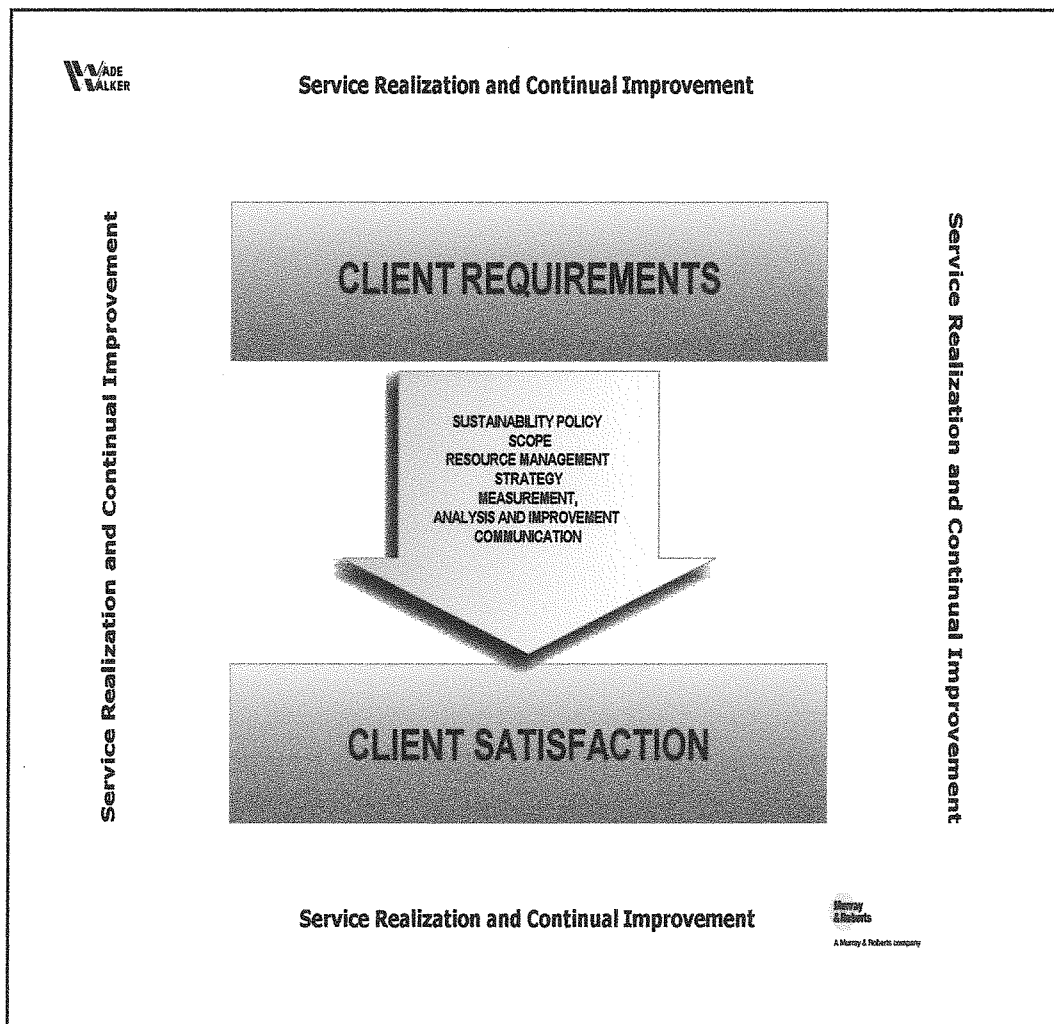 WADE
WALKER
Service Realization and Continual Improvement
Service Realization and Continual Improvement
CLIENT REQUIREMENTS
SUSTAINABILITY POLICY
SCOPE
RESOURCE MANAGEMENT
STRATEGY
MEASUREMENT,
ANALYSIS AND IMPROVEMENT
COMMUNICATION
CLIENT SATISFACTION
Service Realization and Continual Improvement
Service Realization and Continual Improvement
Murray
& Roberts
A Murray & Roberts company